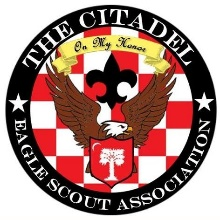 THE CITADEL
On My Honor
EAGLE SCOUT ASSOCIATION